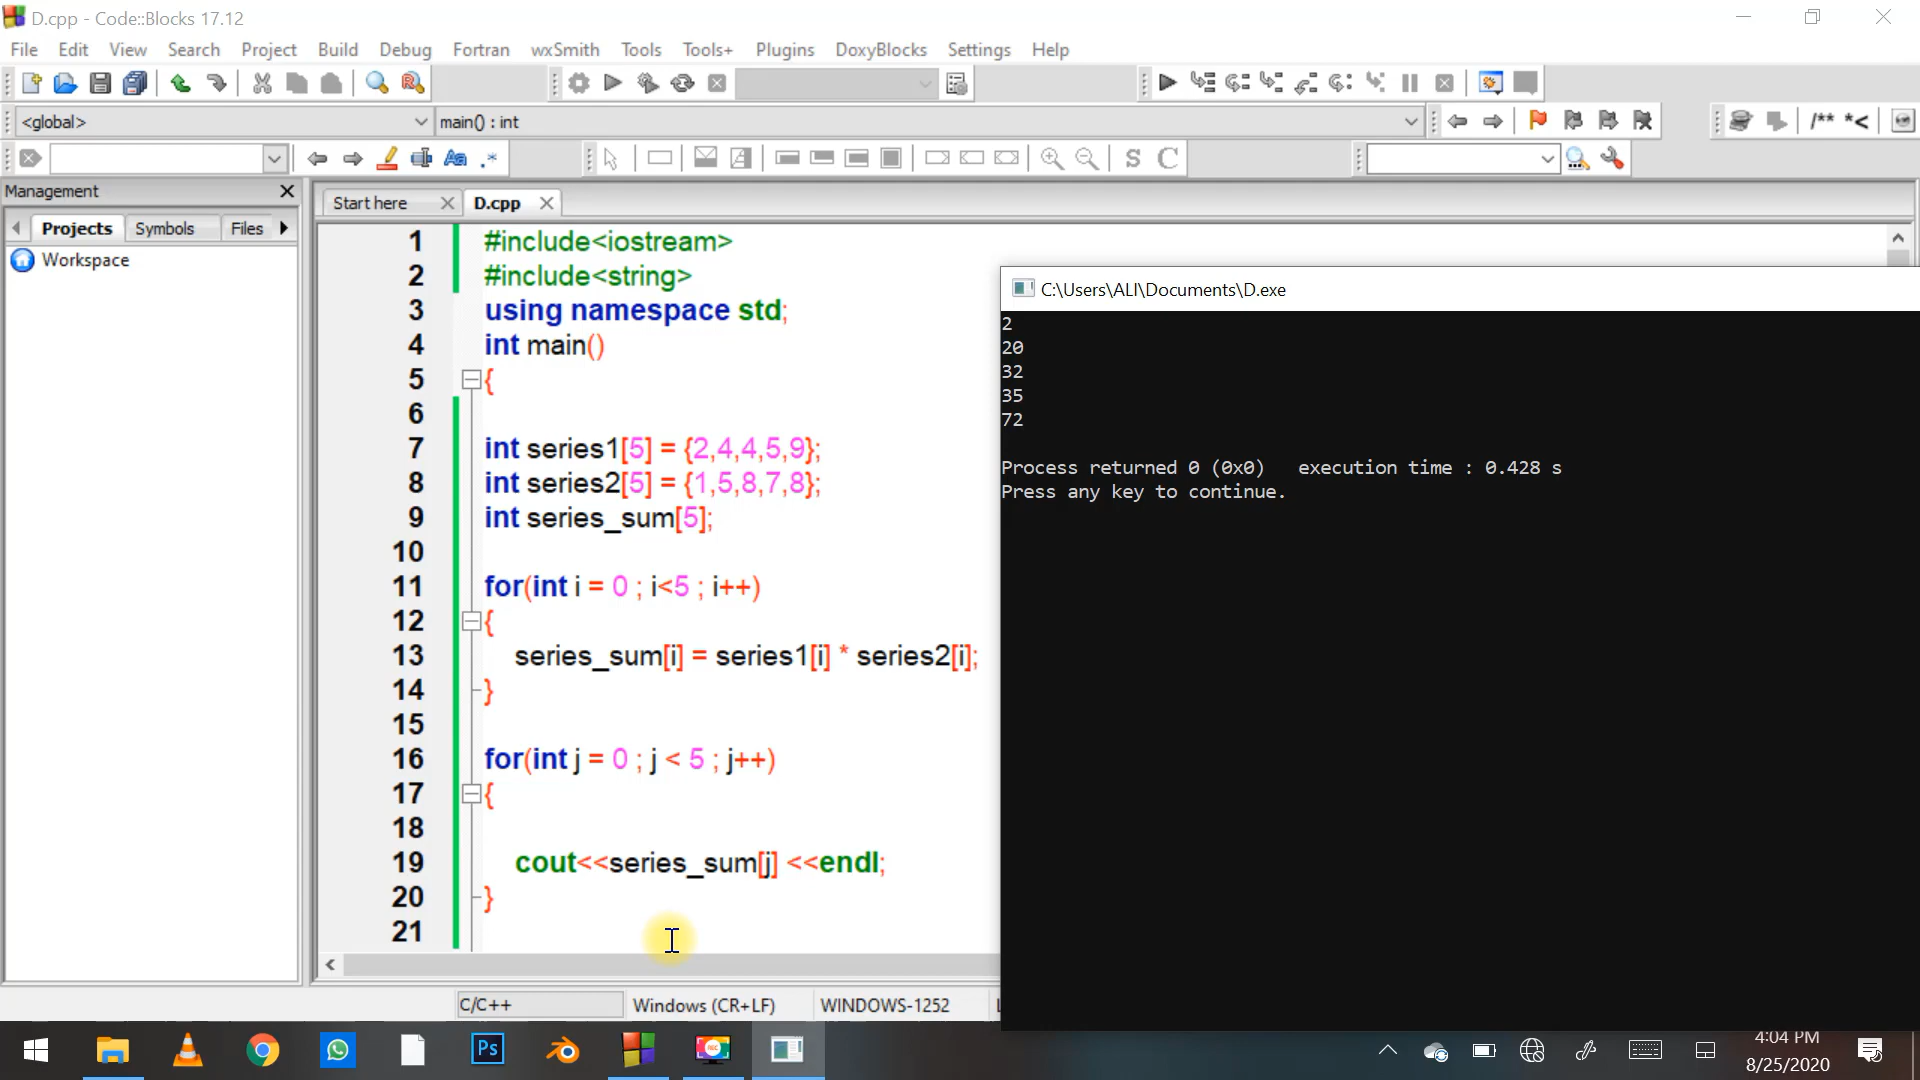 D.cpp - Code::Blocks 17.12
File Edit View Search Project Build Debug Fortran wxSmith Tools Tools+ Plugins DoxyBlocks Settings Help
<global> main() : int /** *<
Aa .* S C
Management
Projects Symbols Files
Workspace
Start here D.cpp
1 #include<iostream>
2 #include<string>
3 using namespace std;
4 int main()
5 {
6
7 int series1[5] = {2,4,4,5,9};
8 int series2[5] = {1,5,8,7,8};
9 int series_sum[5];
10
11 for(int i = 0 ; i<5 ; i++)
12 {
13 series_sum[i] = series1[i] * series2[i];
14 }
15
16 for(int j = 0 ; j < 5 ; j++)
17 {
18
19 cout<<series_sum[j] <<endl;
20 }
21
C:\Users\ALI\Documents\D.exe
2
20
32
35
72
Process returned 0 (0x0) execution time : 0.428 s
Press any key to continue.
C/C++ Windows (CR+LF) WINDOWS-1252
Ps
4:04 PM
8/25/2020